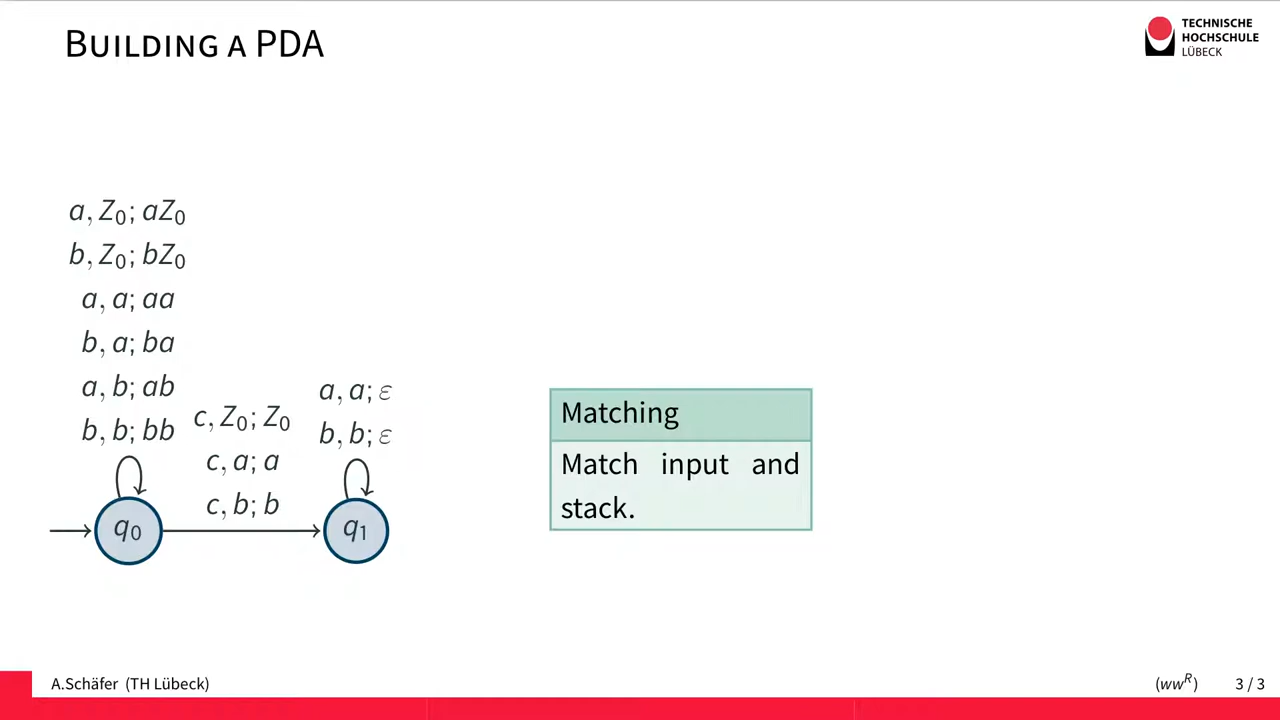 BUILDING A PDA
TECHNISCHE
HOCHSCHULE
LÜBECK
a, Z₀; aZ₀
b, Z₀; bZ₀
a, a; aa
b, a; ba
a, b; ab
b, b; bb
c, Z₀; Z₀
c, a; a
c, b; b
a, a; ε
b, b; ε
q₀
q₁
Matching
Match input and
stack.
A.Schäfer (TH Lübeck)
(wwᴿ)
3 / 3